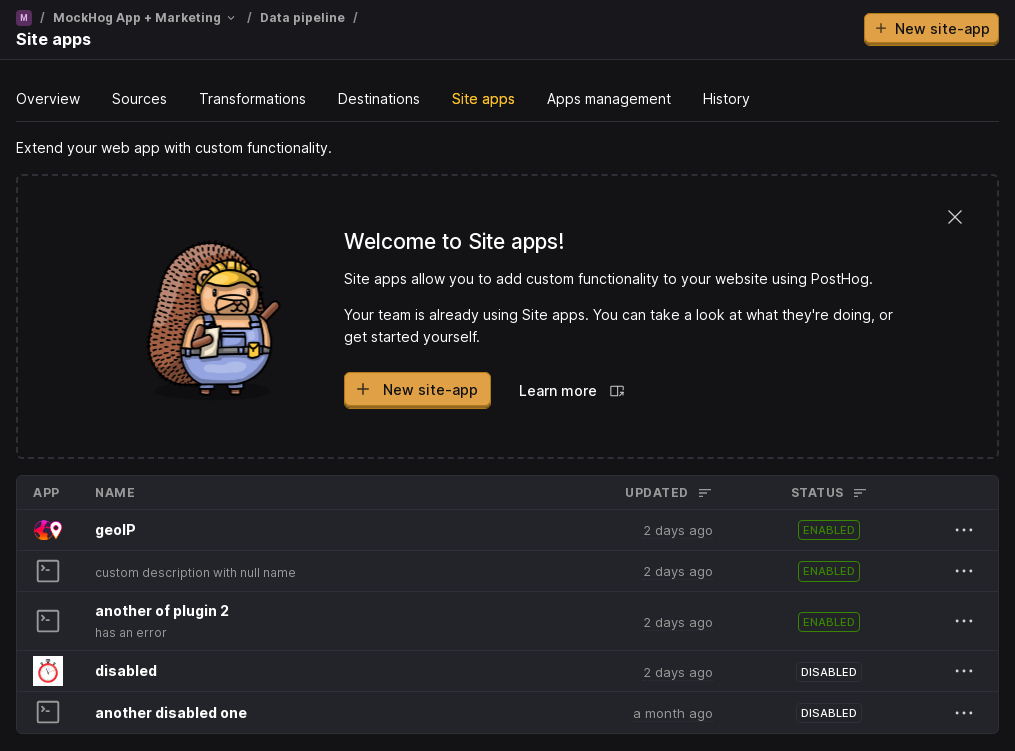 M / MockHog App + Marketing / Data pipeline /
Site apps
New site-app
Overview Sources Transformations Destinations Site apps Apps management History
Extend your web app with custom functionality.
Welcome to Site apps!
Site apps allow you to add custom functionality to your website using PostHog.
Your team is already using Site apps. You can take a look at what they're doing, or
get started yourself.
New site-app Learn more
APP NAME UPDATED STATUS
geoIP 2 days ago ENABLED
custom description with null name 2 days ago ENABLED
another of plugin 2
has an error 2 days ago ENABLED
disabled 2 days ago DISABLED
another disabled one a month ago DISABLED